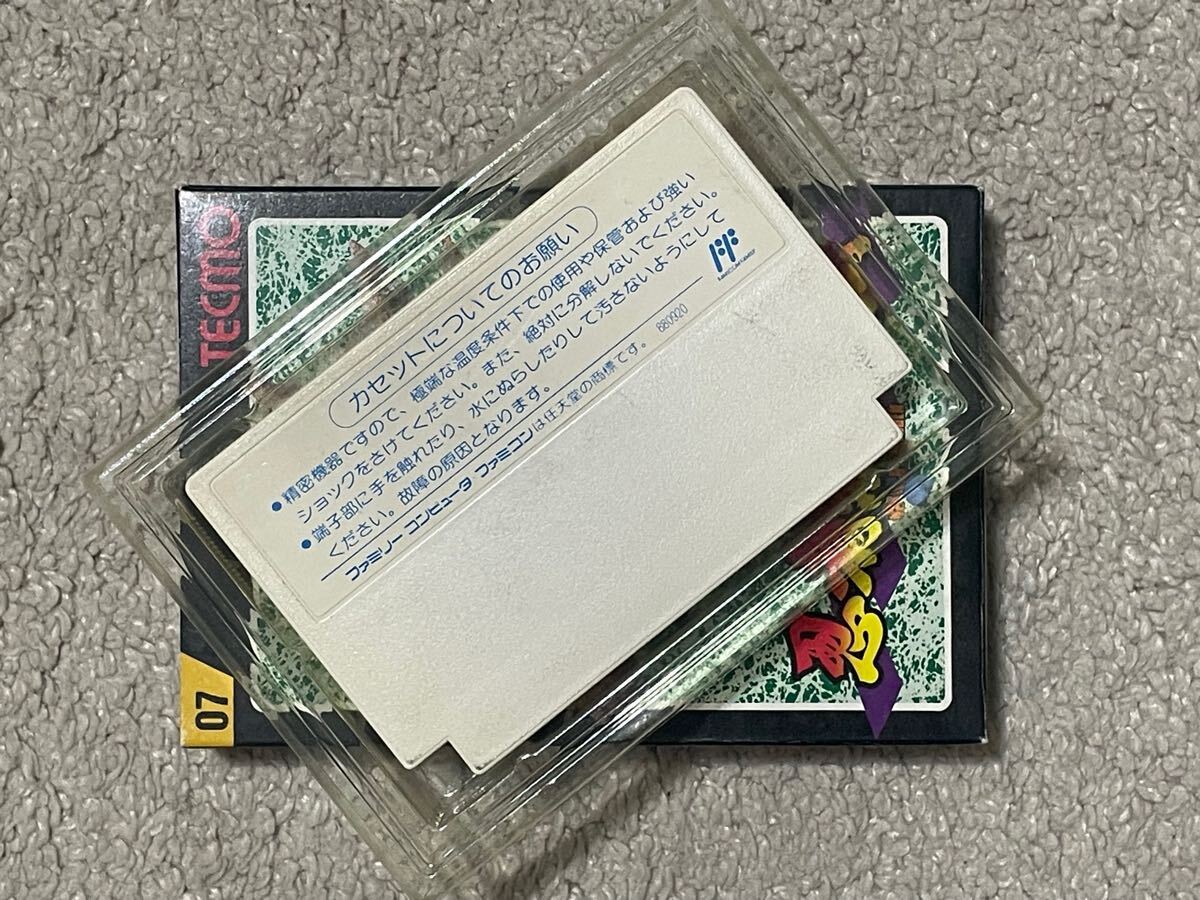 カセットについてのお願い
●精密機器ですので、極端な温度条件下での使用や保管および強い
ショックをさけてください。また、絶対に分解しないでください。
●端子部に手を触れたり、水にぬらしたりして汚さないようにして
ください。故障の原因となります。
ファミリーコンピュータ ファミコンは任天堂の商標です。 880920
TECMO
07